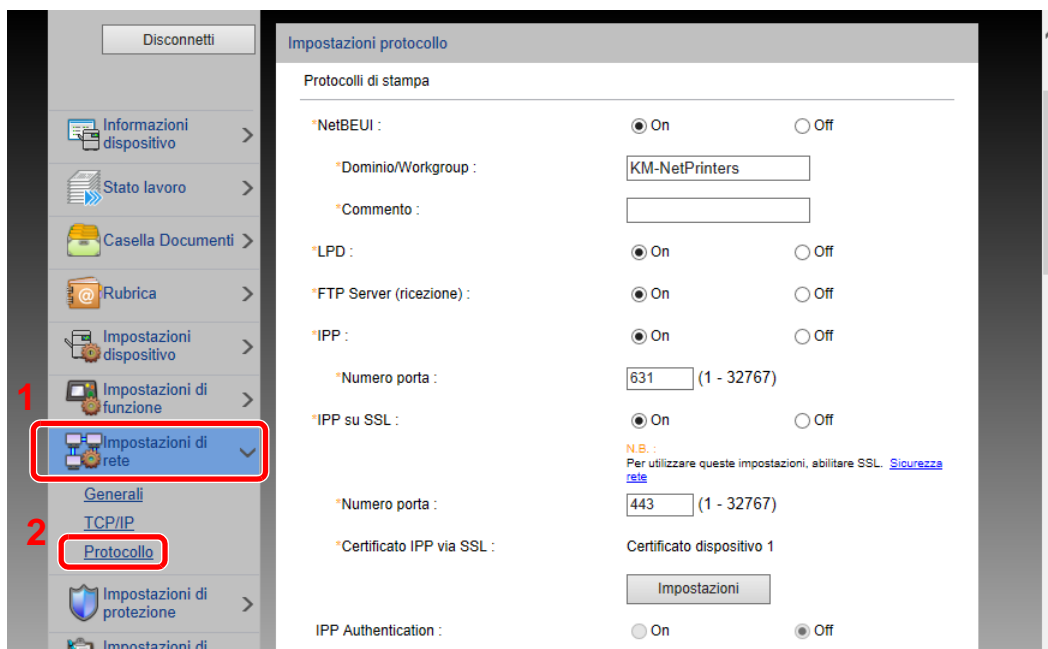 Disconnetti
Informazioni
dispositivo
Stato lavoro
Casella Documenti
Rubrica
Impostazioni
dispositivo
1
Impostazioni di
funzione
Impostazioni di
rete
Generali
TCP/IP
2
Protocollo
Impostazioni di
protezione
Impostazioni di
Impostazioni protocollo
Protocolli di stampa
*NetBEUI : On Off
*Dominio/Workgroup : KM-NetPrinters
*Commento :
*LPD : On Off
*FTP Server (ricezione) : On Off
*IPP : On Off
*Numero porta : 631 (1 - 32767)
*IPP su SSL : On Off
N.B. :
Per utilizzare queste impostazioni, abilitare SSL. Sicurezza
rete
*Numero porta : 443 (1 - 32767)
*Certificato IPP via SSL : Certificato dispositivo 1
Impostazioni
IPP Authentication : On Off